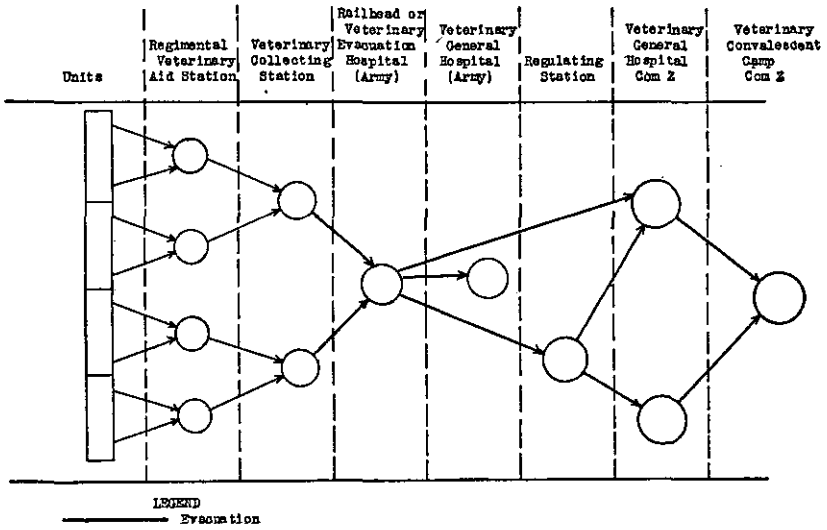 Units
Regimental
Veterinary
Aid Station
Veterinary
Collecting
Station
Railhead or
Veterinary
Evacuation
Hospital
(Army)
Veterinary
General
Hospital
(Army)
Regulating
Station
Veterinary
General
Hospital
Com Z
Veterinary
Convalescent
Camp
Com Z
LEGEND
Evacuation